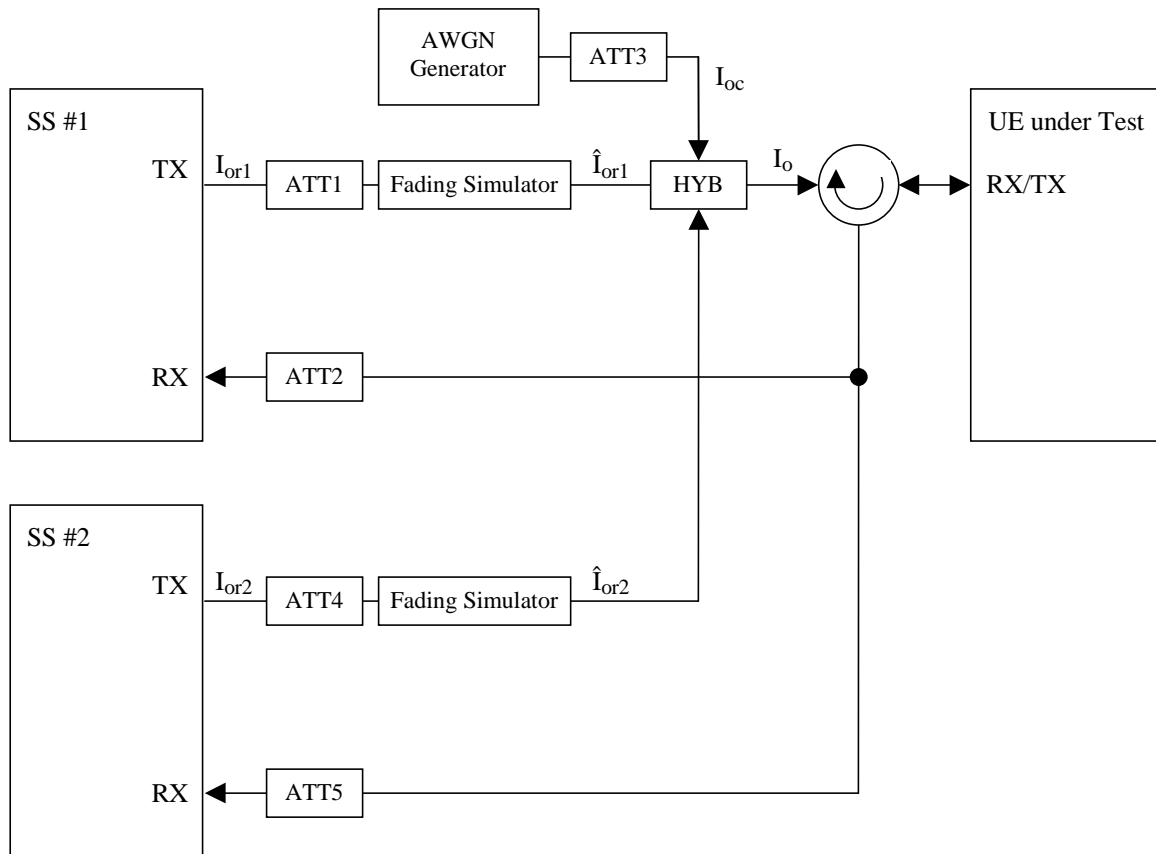 AWGN
Generator
ATT3
I_oc
SS #1
UE under Test
TX
I_or1
ATT1
Fading Simulator
Î_or1
HYB
I_o
RX/TX
RX
ATT2
SS #2
TX
I_or2
ATT4
Fading Simulator
Î_or2
RX
ATT5